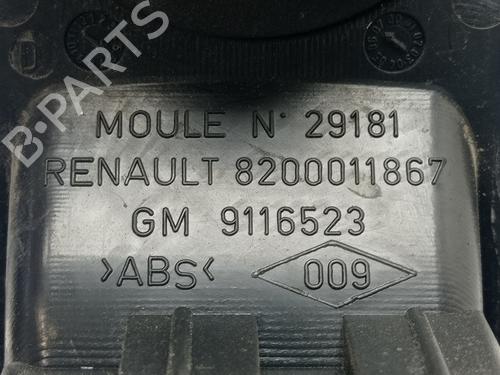 B-PARTS
MOULE N° 29181
RENAULT 8200011867
GM 9116523
>ABS< 009